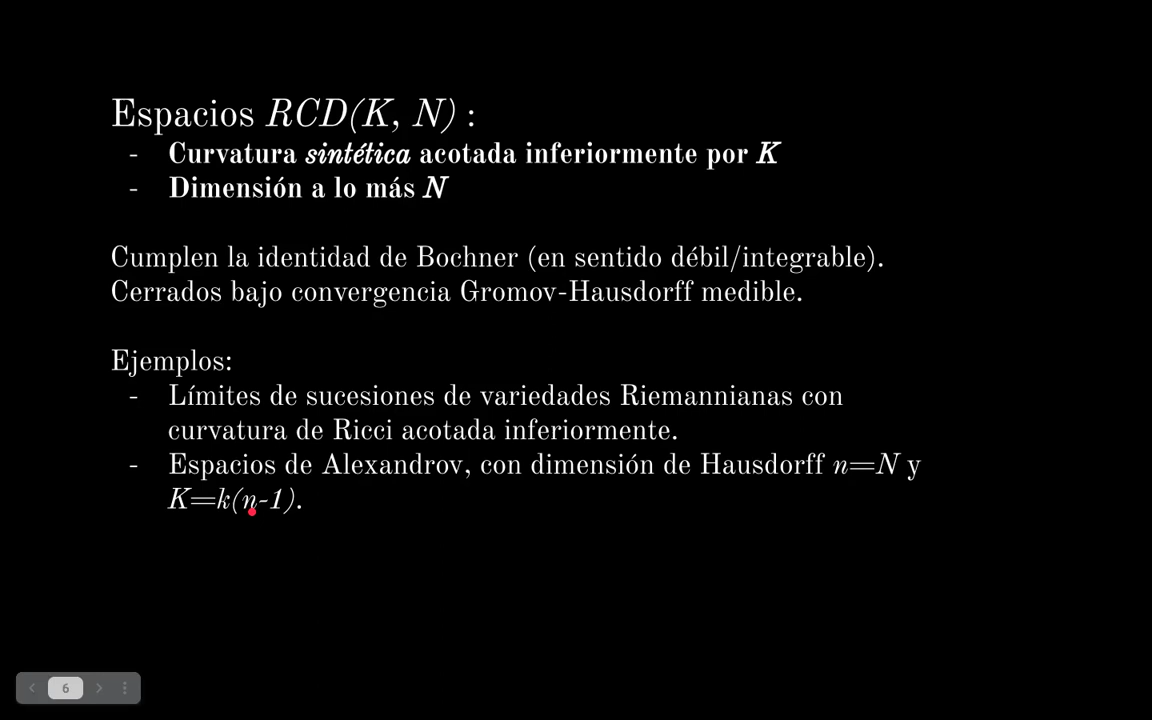 Espacios RCD(K, N) :
- Curvatura sintética acotada inferiormente por K
- Dimensión a lo más N
Cumplen la identidad de Bochner (en sentido débil/integrable).
Cerrados bajo convergencia Gromov-Hausdorff medible.
Ejemplos:
- Límites de sucesiones de variedades Riemannianas con
curvatura de Ricci acotada inferiormente.
- Espacios de Alexandrov, con dimensión de Hausdorff n=N y
K=k(n-1).
6